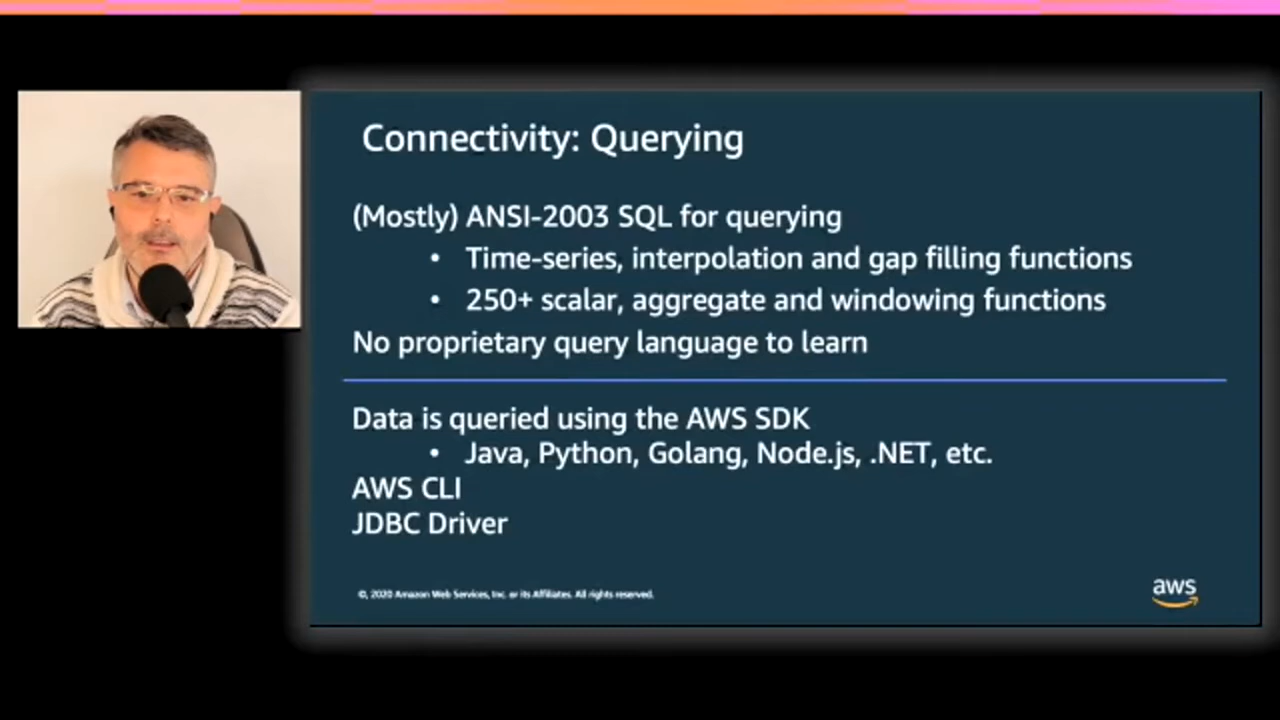 Connectivity: Querying
(Mostly) ANSI-2003 SQL for querying
• Time-series, interpolation and gap filling functions
• 250+ scalar, aggregate and windowing functions
No proprietary query language to learn
Data is queried using the AWS SDK
• Java, Python, Golang, Node.js, .NET, etc.
AWS CLI
JDBC Driver
©, 2020 Amazon Web Services, Inc. or its Affiliates. All rights reserved.
aws